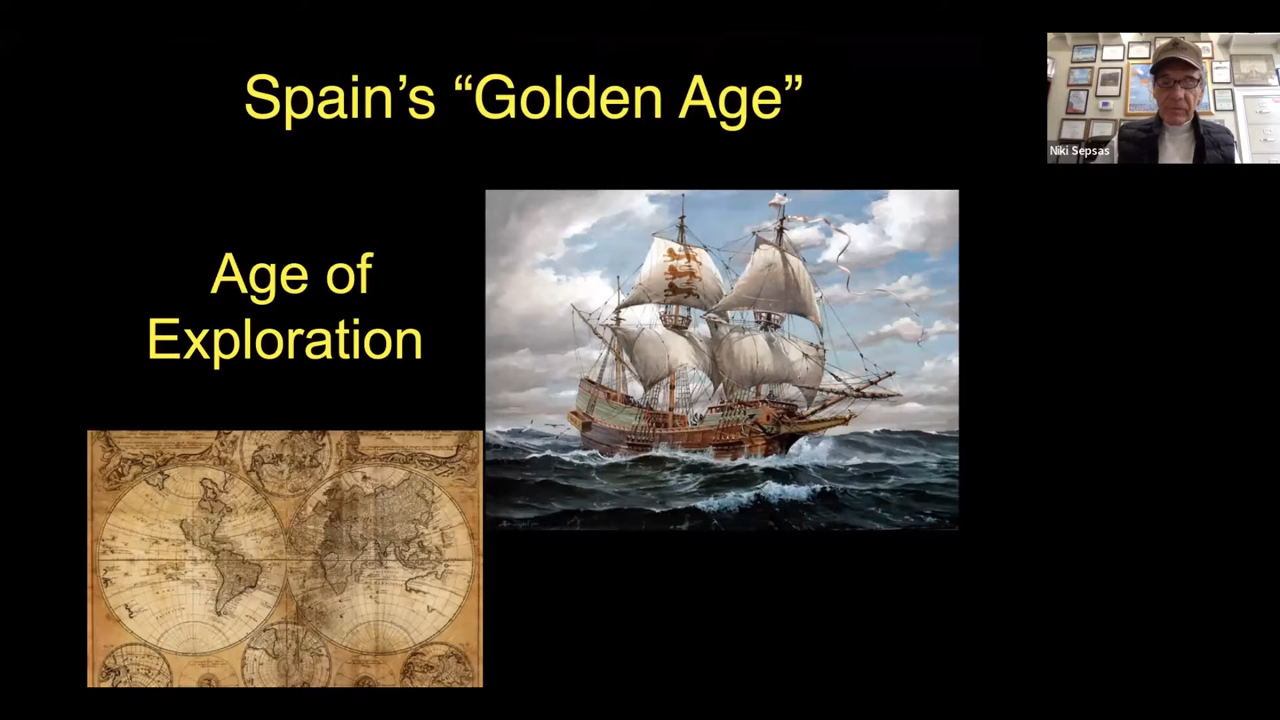 Spain’s “Golden Age”
Niki Sepsas
Age of
Exploration